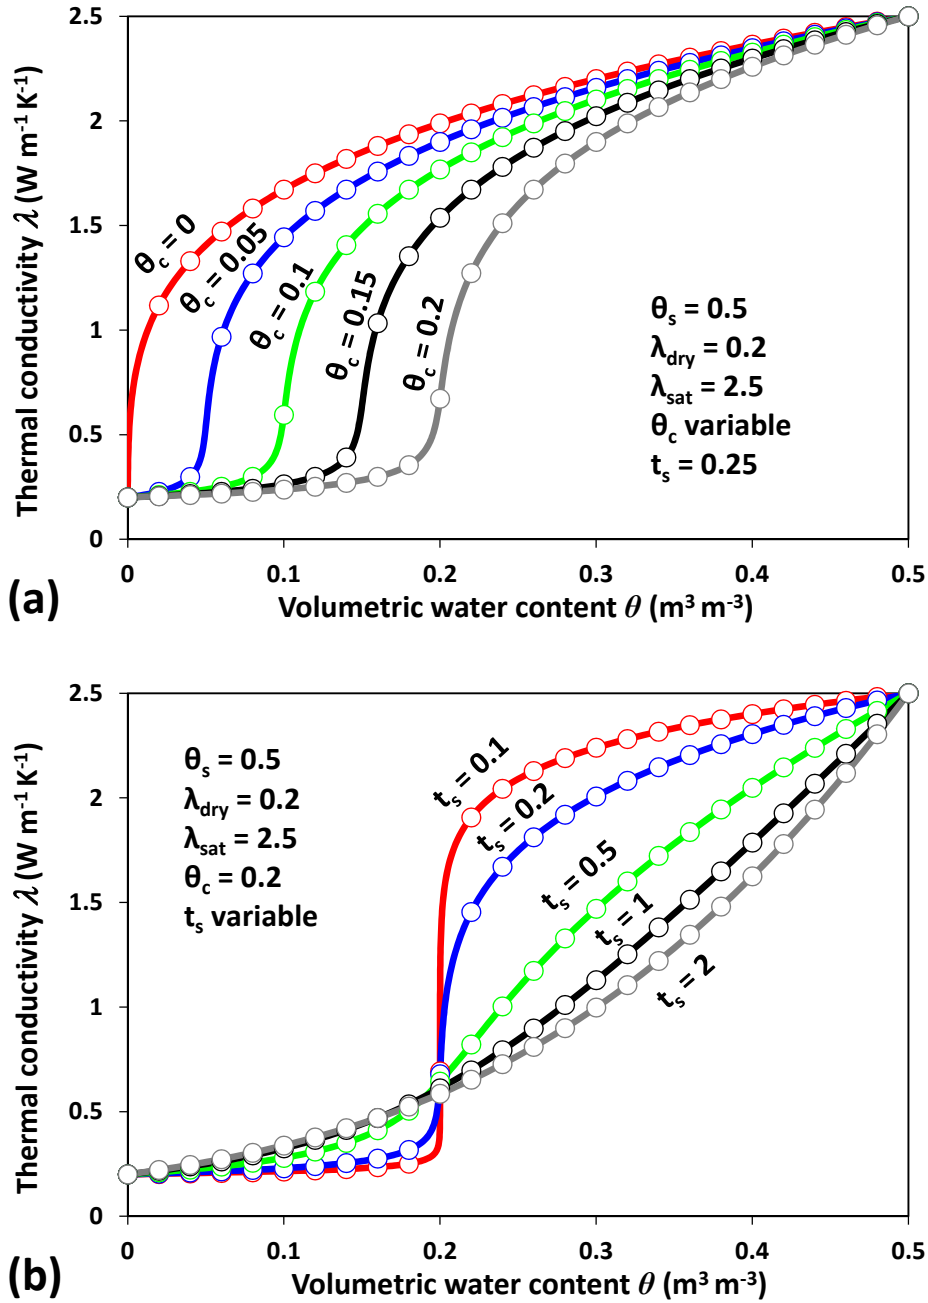 2.5
2
1.5
1
0.5
0
Thermal conductivity λ (W m⁻¹ K⁻¹)
θc = 0
θc = 0.05
θc = 0.1
θc = 0.15
θc = 0.2
θs = 0.5
λdry = 0.2
λsat = 2.5
θc variable
ts = 0.25
0 0.1 0.2 0.3 0.4 0.5
(a)
Volumetric water content θ (m³ m⁻³)
2.5
2
1.5
1
0.5
0
Thermal conductivity λ (W m⁻¹ K⁻¹)
θs = 0.5
λdry = 0.2
λsat = 2.5
θc = 0.2
ts variable
ts = 0.1
ts = 0.2
ts = 0.5
ts = 1
ts = 2
0 0.1 0.2 0.3 0.4 0.5
(b)
Volumetric water content θ (m³ m⁻³)